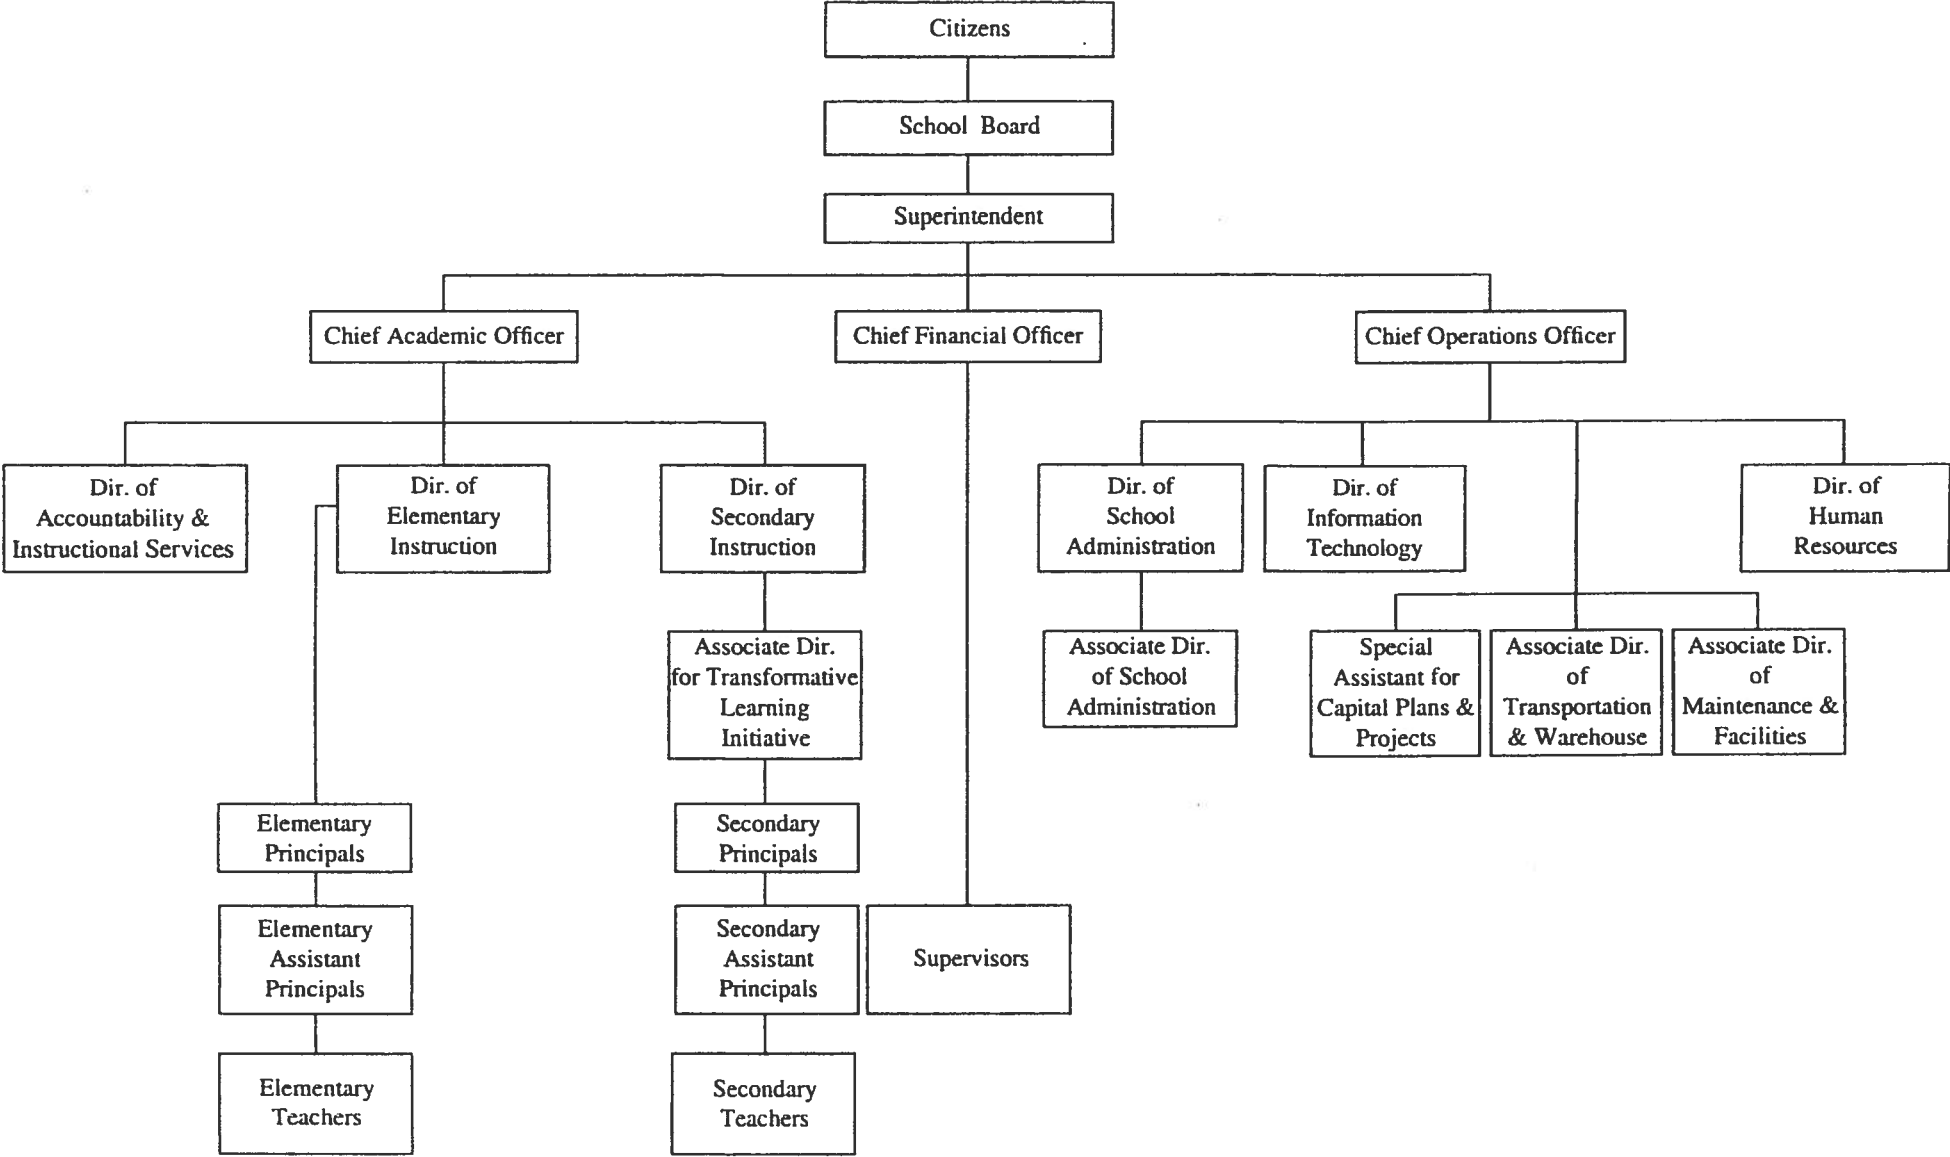 Citizens
School Board
Superintendent
Chief Academic Officer
Chief Financial Officer
Chief Operations Officer
Dir. of
Accountability &
Instructional Services
Dir. of
Elementary
Instruction
Dir. of
Secondary
Instruction
Dir. of
School
Administration
Dir. of
Information
Technology
Dir. of
Human
Resources
Associate Dir.
for Transformative
Learning
Initiative
Associate Dir.
of School
Administration
Special
Assistant for
Capital Plans &
Projects
Associate Dir.
of
Transportation
& Warehouse
Associate Dir.
of
Maintenance &
Facilities
Elementary
Principals
Secondary
Principals
Elementary
Assistant
Principals
Secondary
Assistant
Principals
Supervisors
Elementary
Teachers
Secondary
Teachers